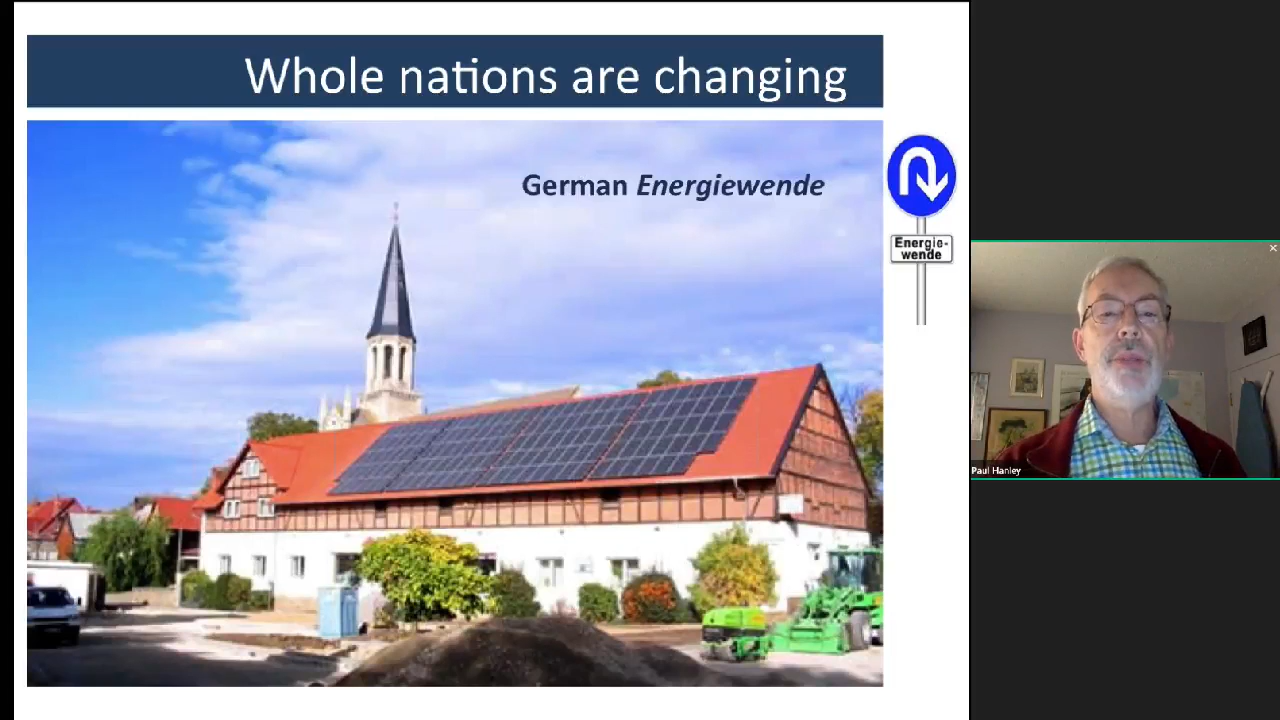 Whole nations are changing
German Energiewende
Energie-
wende
Paul Hanley